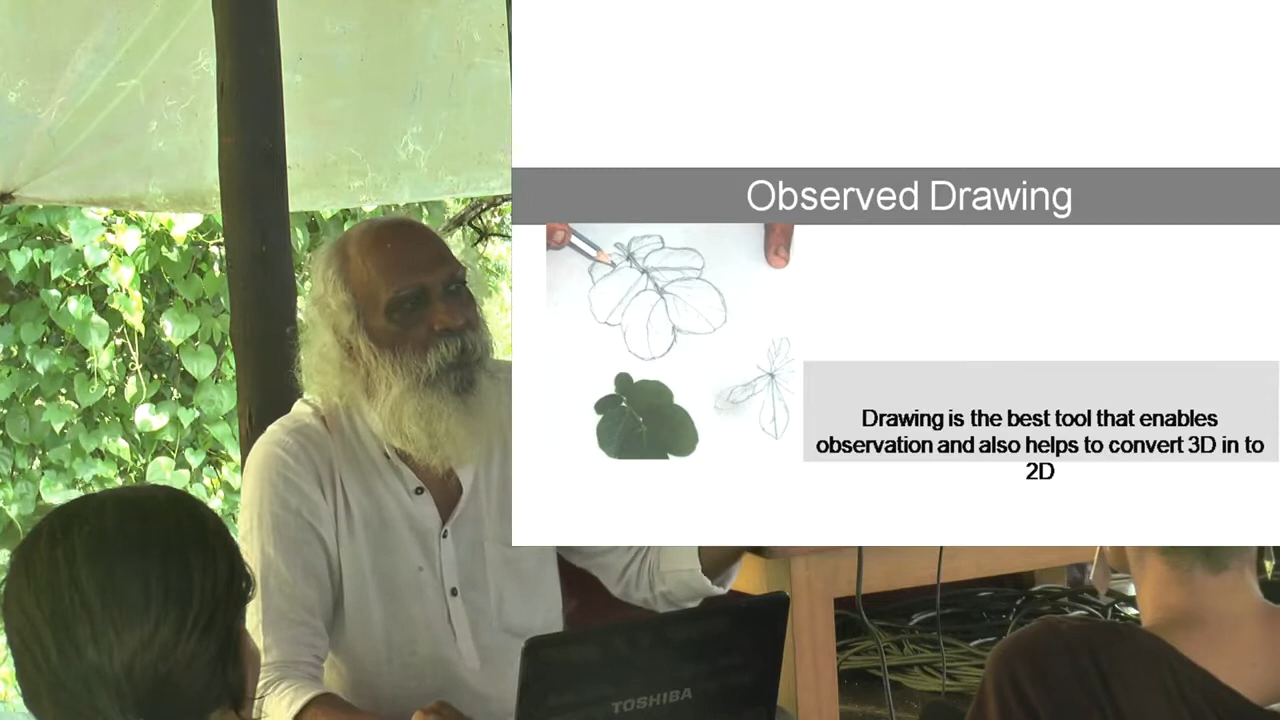 Observed Drawing
Drawing is the best tool that enables
observation and also helps to convert 3D in to
2D
TOSHIBA